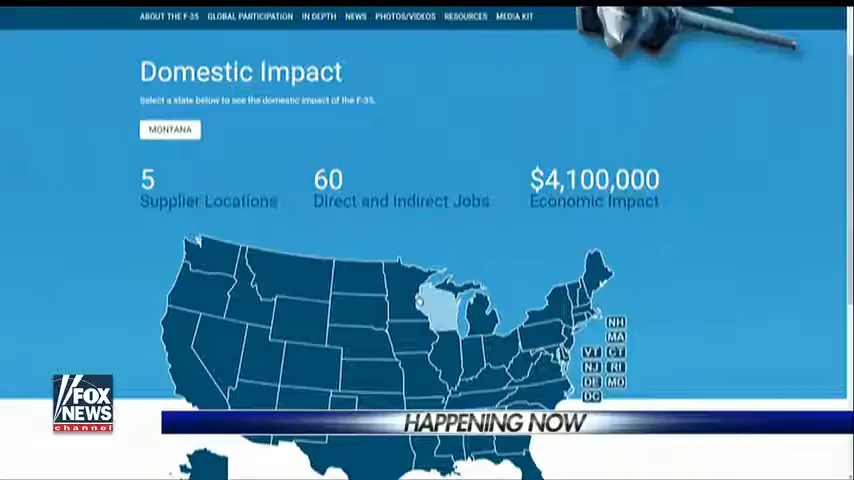 ABOUT THE F-35 GLOBAL PARTICIPATION IN DEPTH NEWS PHOTOS/VIDEOS RESOURCES MEDIA KIT
Domestic Impact
Select a state below to see the domestic impact of the F-35.
MONTANA
5 60 $4,100,000
Supplier Locations Direct and Indirect Jobs Economic Impact
NH
MA
VT CT
NJ RI
DE MD
DC
FOX
NEWS
channel
HAPPENING NOW